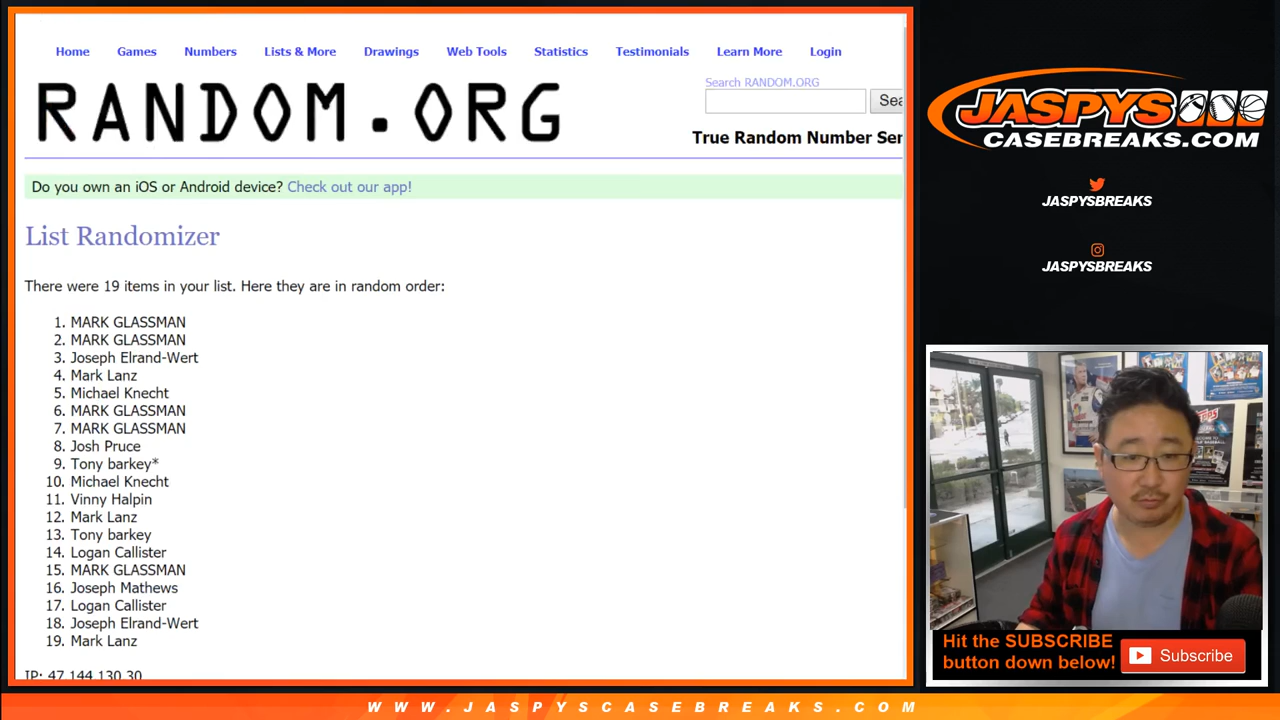 Home Games Numbers Lists & More Drawings Web Tools Statistics Testimonials Learn More Login
RANDOM.ORG
Search RANDOM.ORG
Sea
True Random Number Ser
Do you own an iOS or Android device? Check out our app!
List Randomizer
There were 19 items in your list. Here they are in random order:
1. MARK GLASSMAN
2. MARK GLASSMAN
3. Joseph Elrand-Wert
4. Mark Lanz
5. Michael Knecht
6. MARK GLASSMAN
7. MARK GLASSMAN
8. Josh Pruce
9. Tony barkey*
10. Michael Knecht
11. Vinny Halpin
12. Mark Lanz
13. Tony barkey
14. Logan Callister
15. MARK GLASSMAN
16. Joseph Mathews
17. Logan Callister
18. Joseph Elrand-Wert
19. Mark Lanz
IP: 47.144.130.30
JASPYS
CASEBREAKS.COM
JASPYSBREAKS
JASPYSBREAKS
TOPPS
Hit the SUBSCRIBE
button down below!
Subscribe
WWW.JASPYSCASEBREAKS.COM